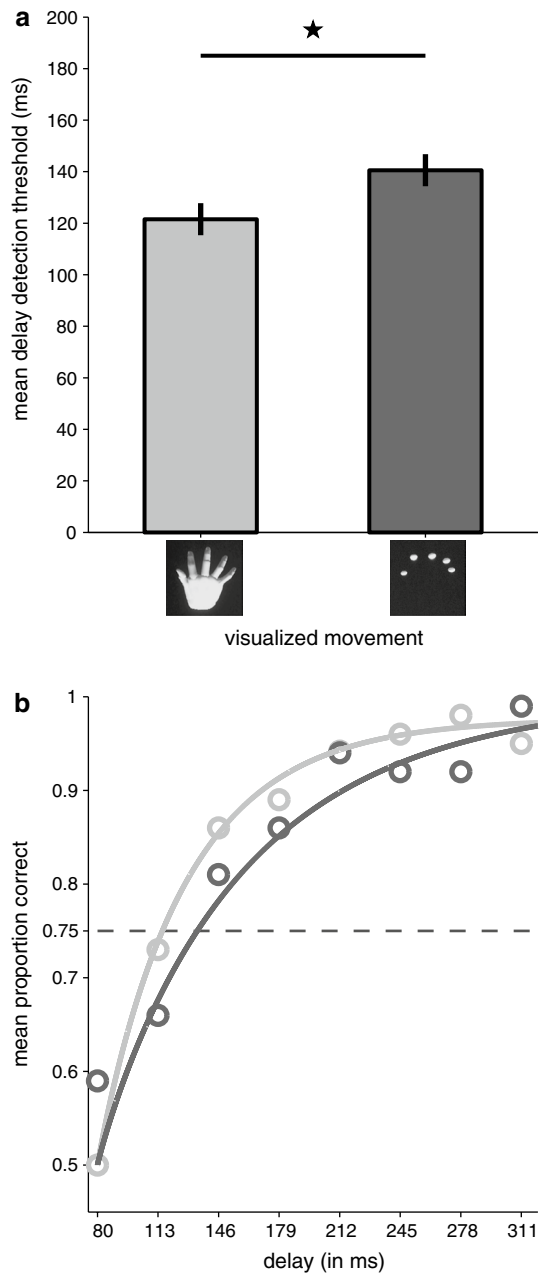 a
200
180
160
140
120
100
80
60
40
20
0
mean delay detection threshold (ms)
visualized movement
b
1
0.9
0.8
0.75
0.7
0.6
0.5
mean proportion correct
80 113 146 179 212 245 278 311
delay (in ms)